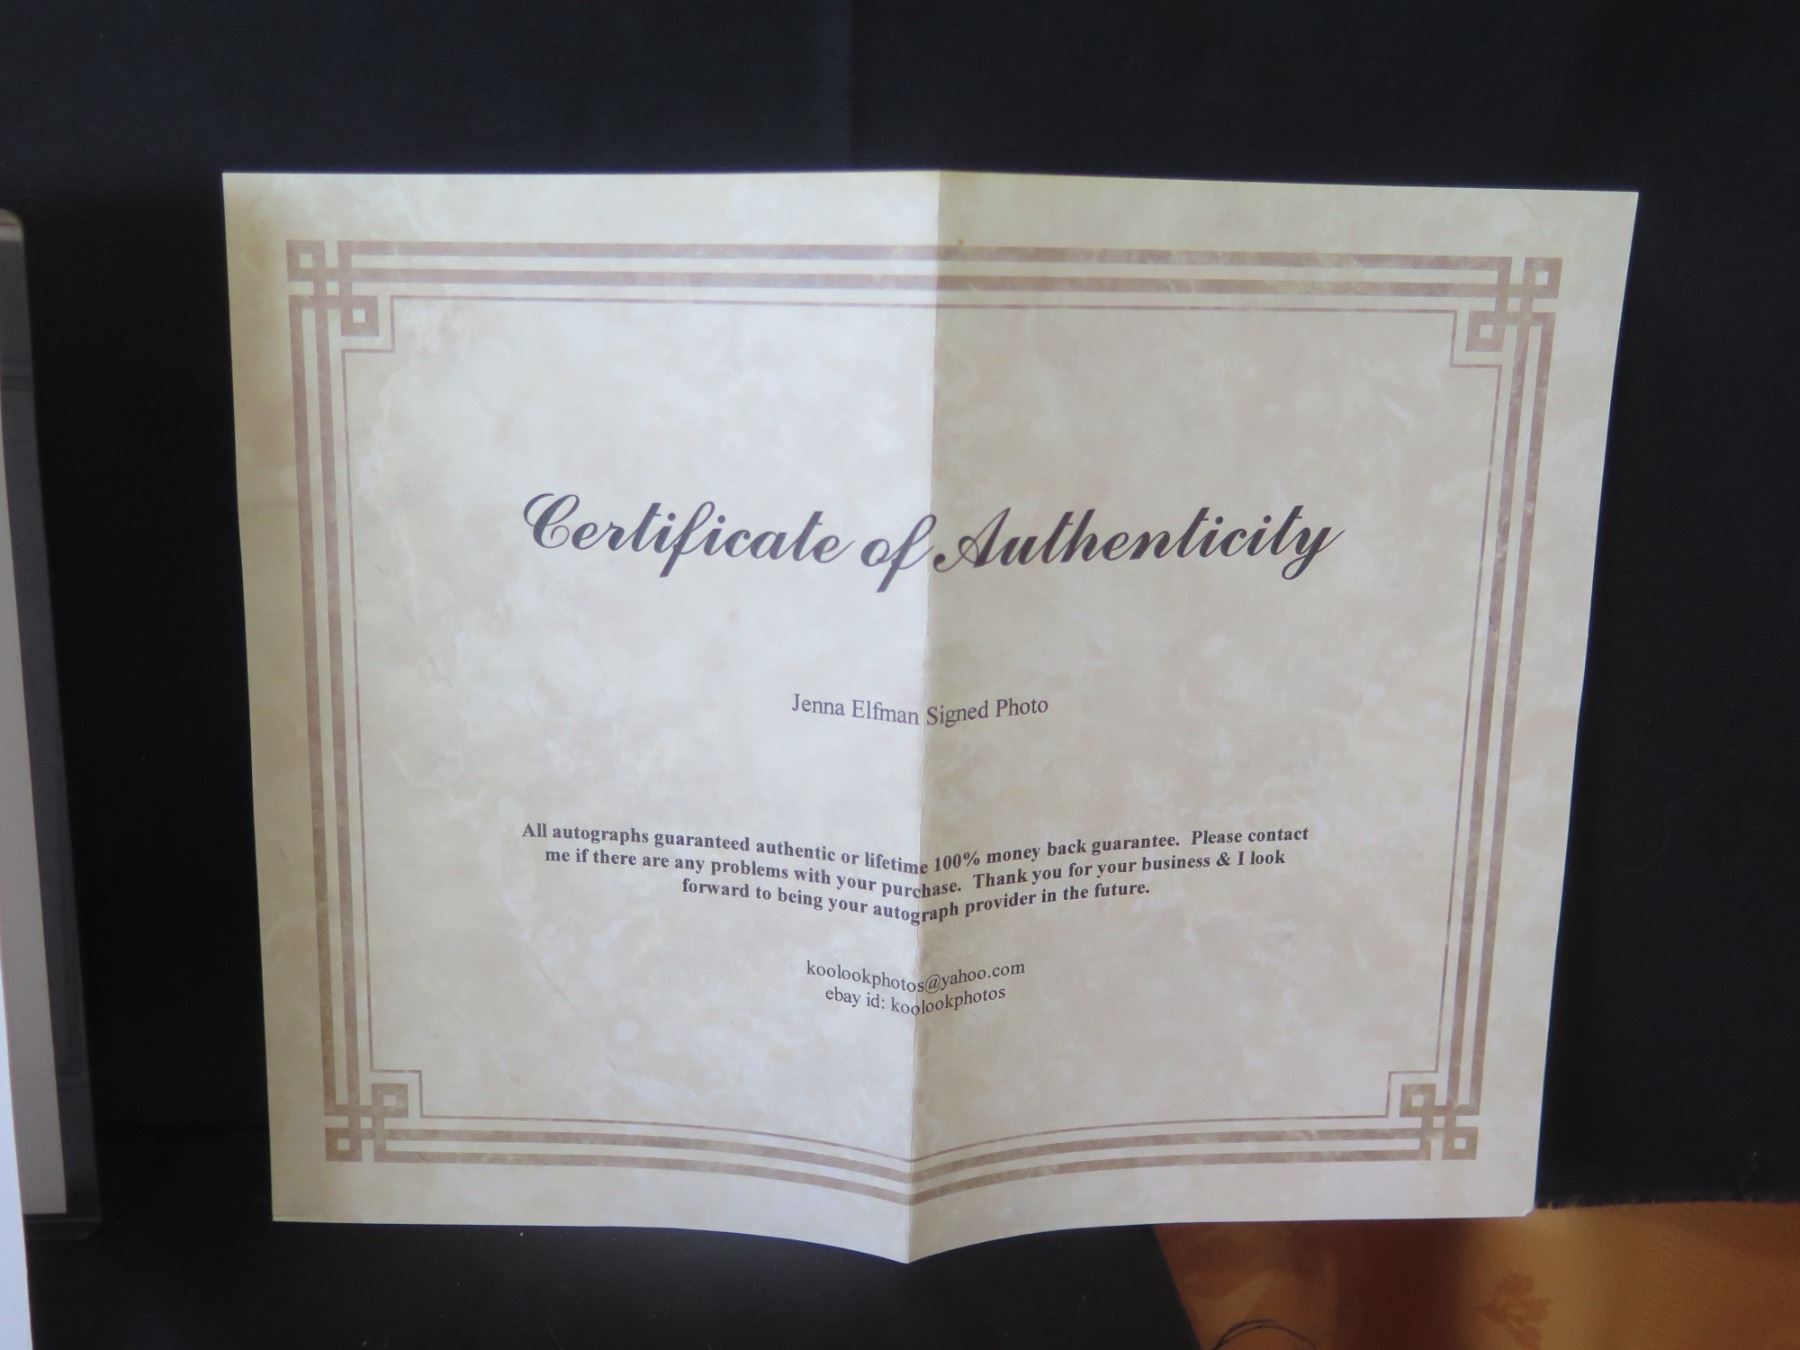 Certificate of Authenticity
Jenna Elfman Signed Photo
All autographs guaranteed authentic or lifetime 100% money back guarantee. Please contact
me if there are any problems with your purchase. Thank you for your business & I look
forward to being your autograph provider in the future.
koolookphotos@yahoo.com
ebay id: koolookphotos